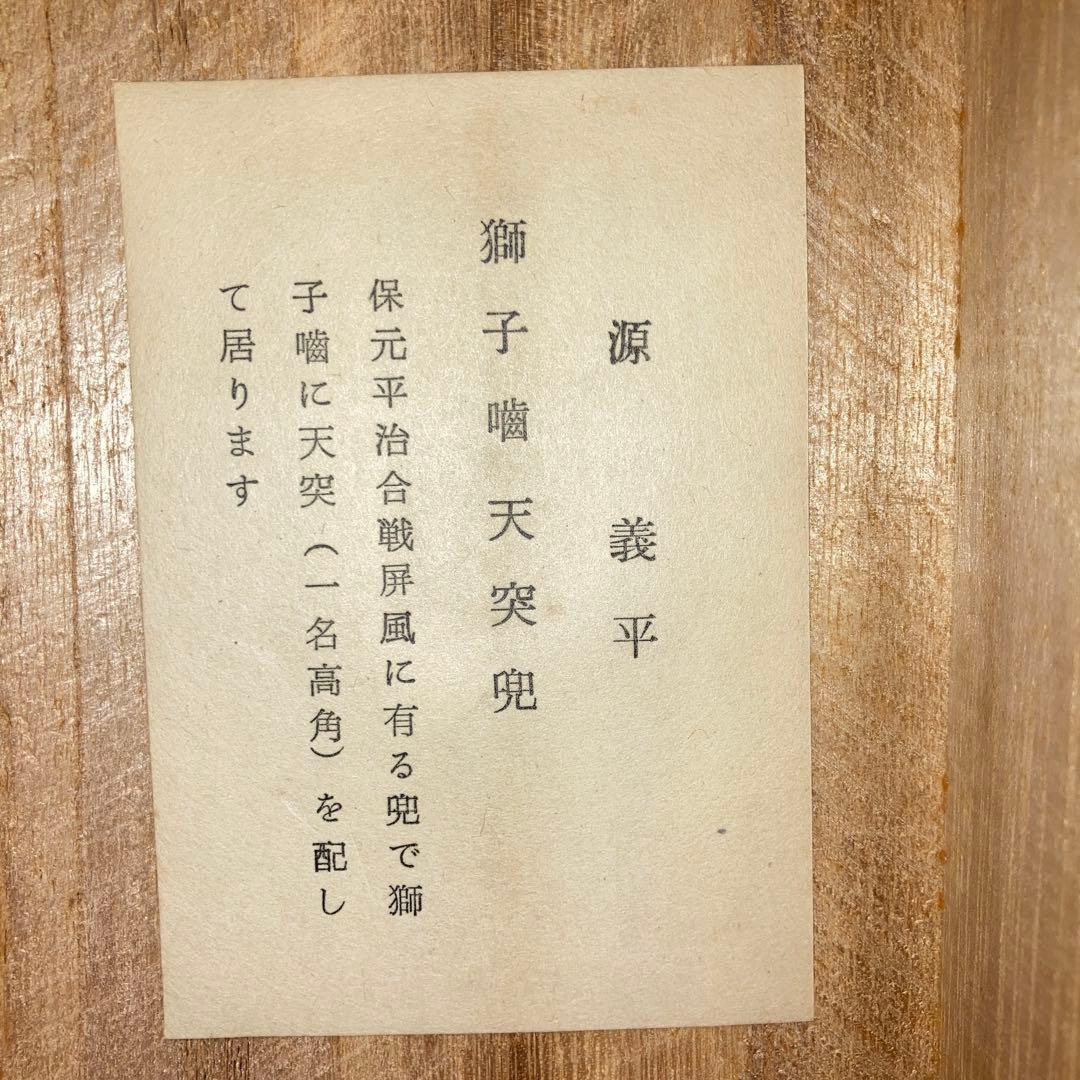 源義平
獅子嚙天突兜
保元平治合戦屏風に有る兜で獅
子嚙に天突(一名高角)を配し
て居ります